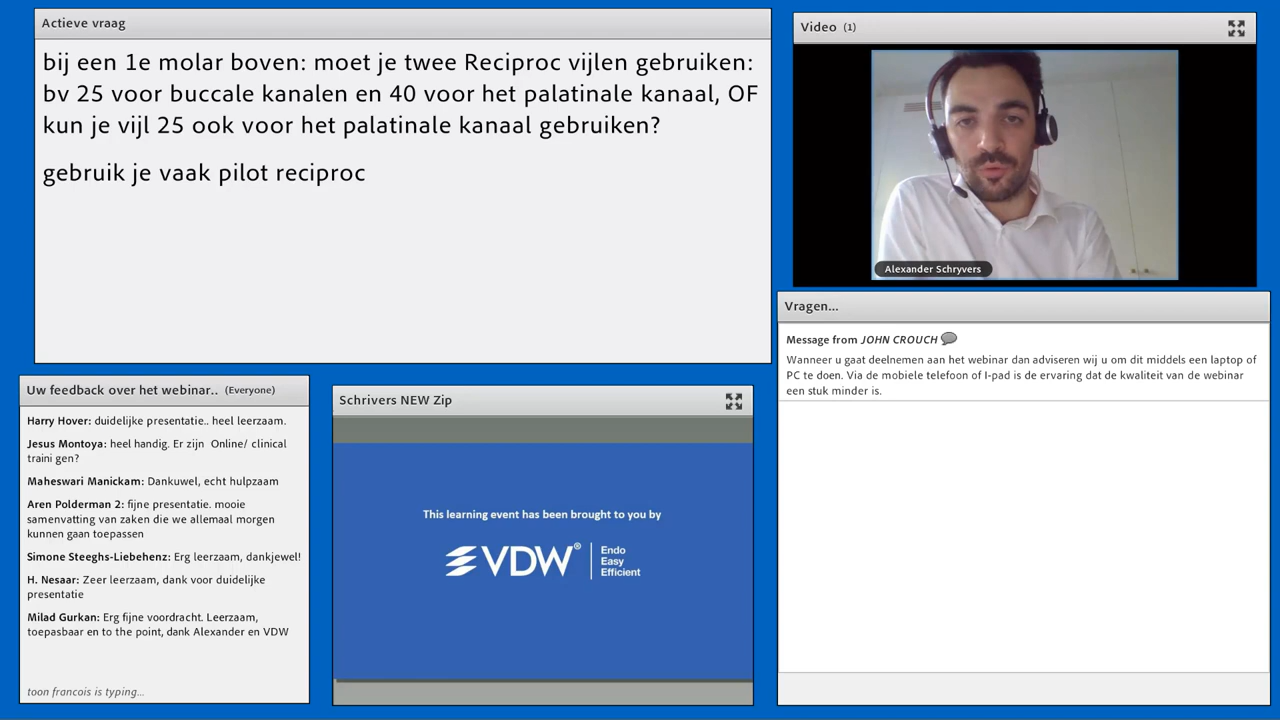 Actieve vraag
bij een 1e molar boven: moet je twee Reciproc vijlen gebruiken:
bv 25 voor buccale kanalen en 40 voor het palatinale kanaal, OF
kun je vijl 25 ook voor het palatinale kanaal gebruiken?
gebruik je vaak pilot reciproc
Video (1)
Alexander Schryvers
Vragen...
Message from JOHN CROUCH
Wanneer u gaat deelnemen aan het webinar dan adviseren wij u om dit middels een laptop of
PC te doen. Via de mobiele telefoon of I-pad is de ervaring dat de kwaliteit van de webinar
een stuk minder is.
Uw feedback over het webinar.. (Everyone)
Harry Hover: duidelijke presentatie.. heel leerzaam.
Jesus Montoya: heel handig. Er zijn Online/ clinical
traini gen?
Maheswari Manickam: Dankuwel, echt hulpzaam
Aren Polderman 2: fijne presentatie. mooie
samenvatting van zaken die we allemaal morgen
kunnen gaan toepassen
Simone Steeghs-Liebehenz: Erg leerzaam, dankjewel!
H. Nesaar: Zeer leerzaam, dank voor duidelijke
presentatie
Milad Gurkan: Erg fijne voordracht. Leerzaam,
toepasbaar en to the point, dank Alexander en VDW
toon francois is typing...
Schrivers NEW Zip
This learning event has been brought to you by
VDW®
Endo
Easy
Efficient